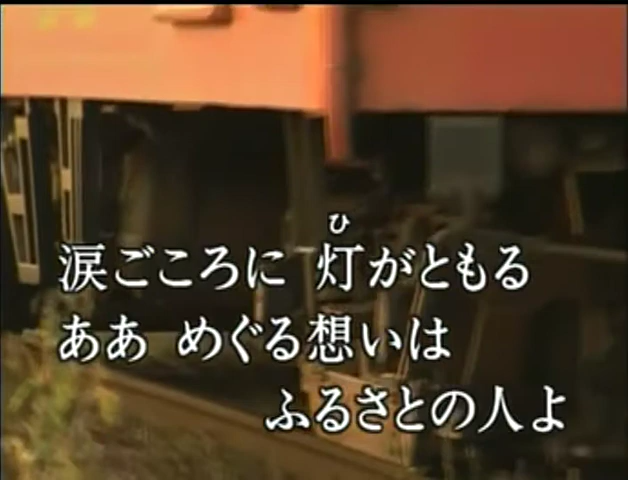 ひ
涙ごころに 灯がともる
ああ めぐる想いは
ふるさとの人よ